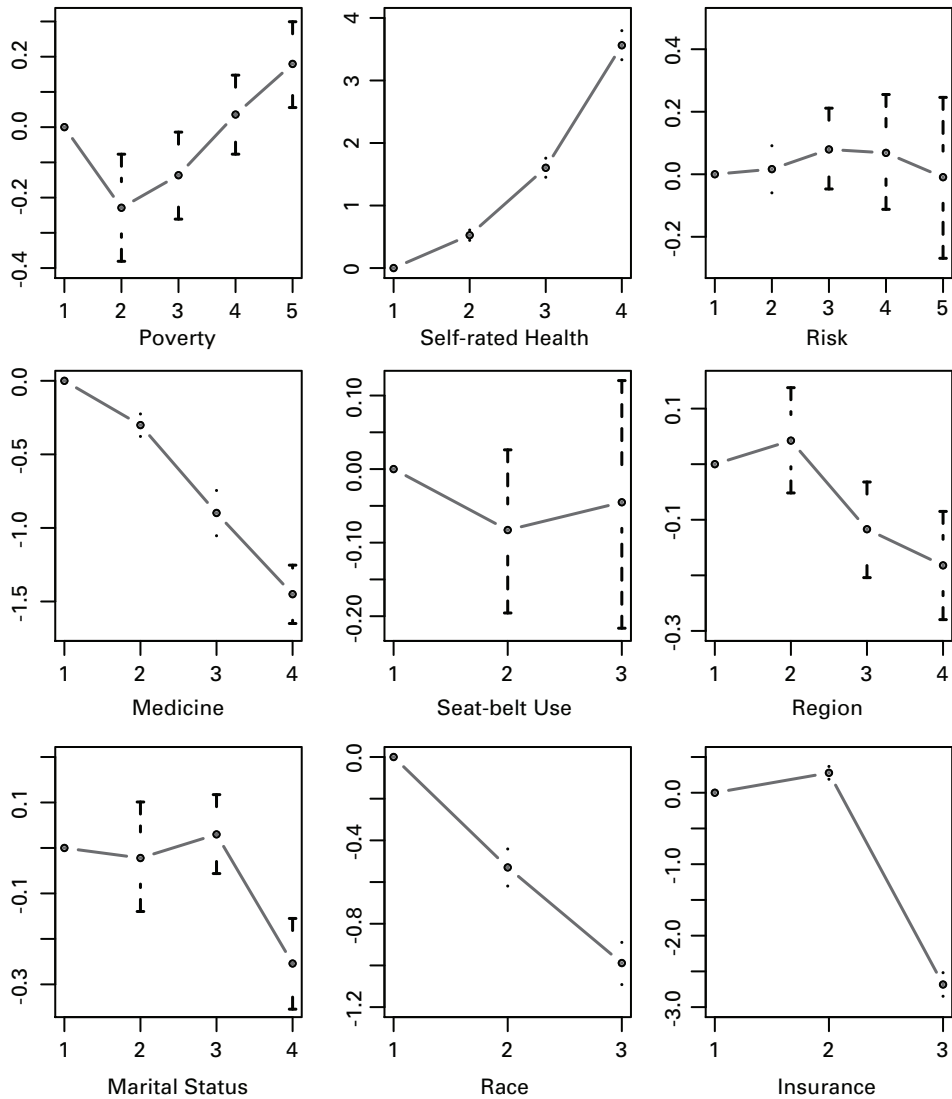 0.2
0.0
-0.2
-0.4
1 2 3 4 5
Poverty
4
3
2
1
0
1 2 3 4
Self-rated Health
0.4
0.2
0.0
-0.2
1 2 3 4 5
Risk
0.0
-0.5
-1.0
-1.5
1 2 3 4
Medicine
0.10
0.00
-0.10
-0.20
1 2 3
Seat-belt Use
0.1
-0.1
-0.3
1 2 3 4
Region
0.1
-0.1
-0.3
1 2 3 4
Marital Status
0.0
-0.4
-0.8
-1.2
1 2 3
Race
0.0
-1.0
-2.0
-3.0
1 2 3
Insurance